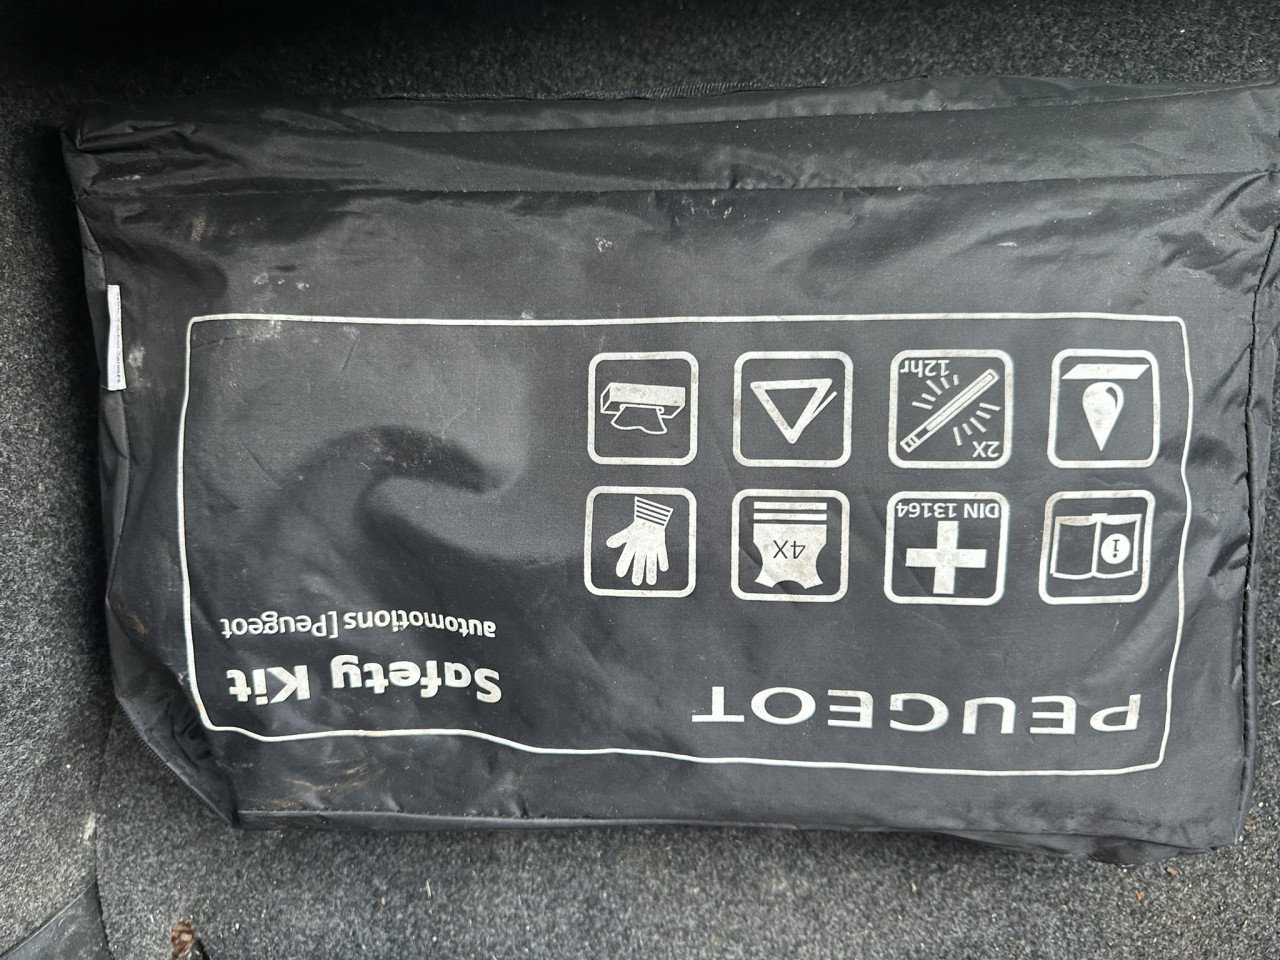 PEUGEOT
Safety Kit
automotions [Peugeot
i
DIN 13164
4X
2X
12hr